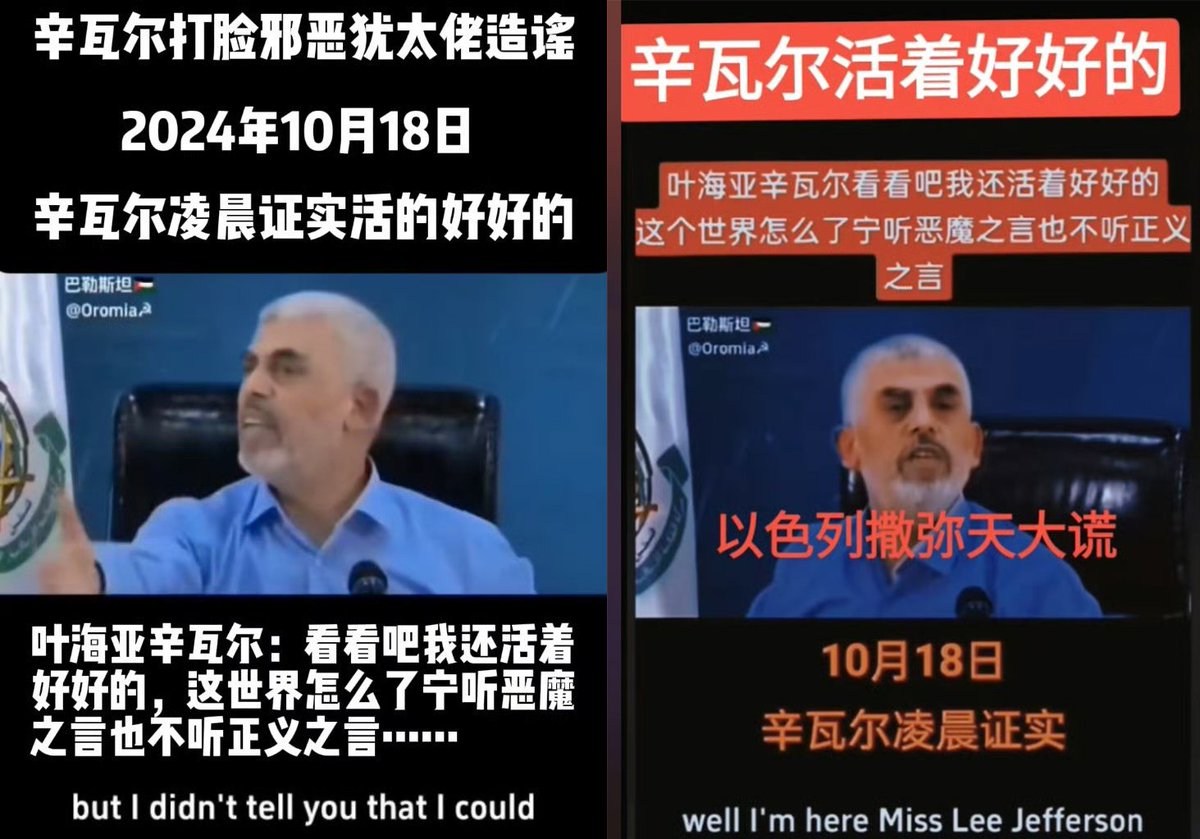 辛瓦尔打脸邪恶犹太佬造谣
2024年10月18日
辛瓦尔凌晨证实活的好好的
巴勒斯坦🇵🇸
@Oromia☭
叶海亚辛瓦尔：看看吧我还活着
好好的，这世界怎么了宁听恶魔
之言也不听正义之言……
but I didn't tell you that I could
辛瓦尔活着好好的
叶海亚辛瓦尔看看吧我还活着好好的
这个世界怎么了宁听恶魔之言也不听正义
之言
巴勒斯坦🇵🇸
@Oromia☭
以色列撒弥天大谎
10月18日
辛瓦尔凌晨证实
well I'm here Miss Lee Jefferson